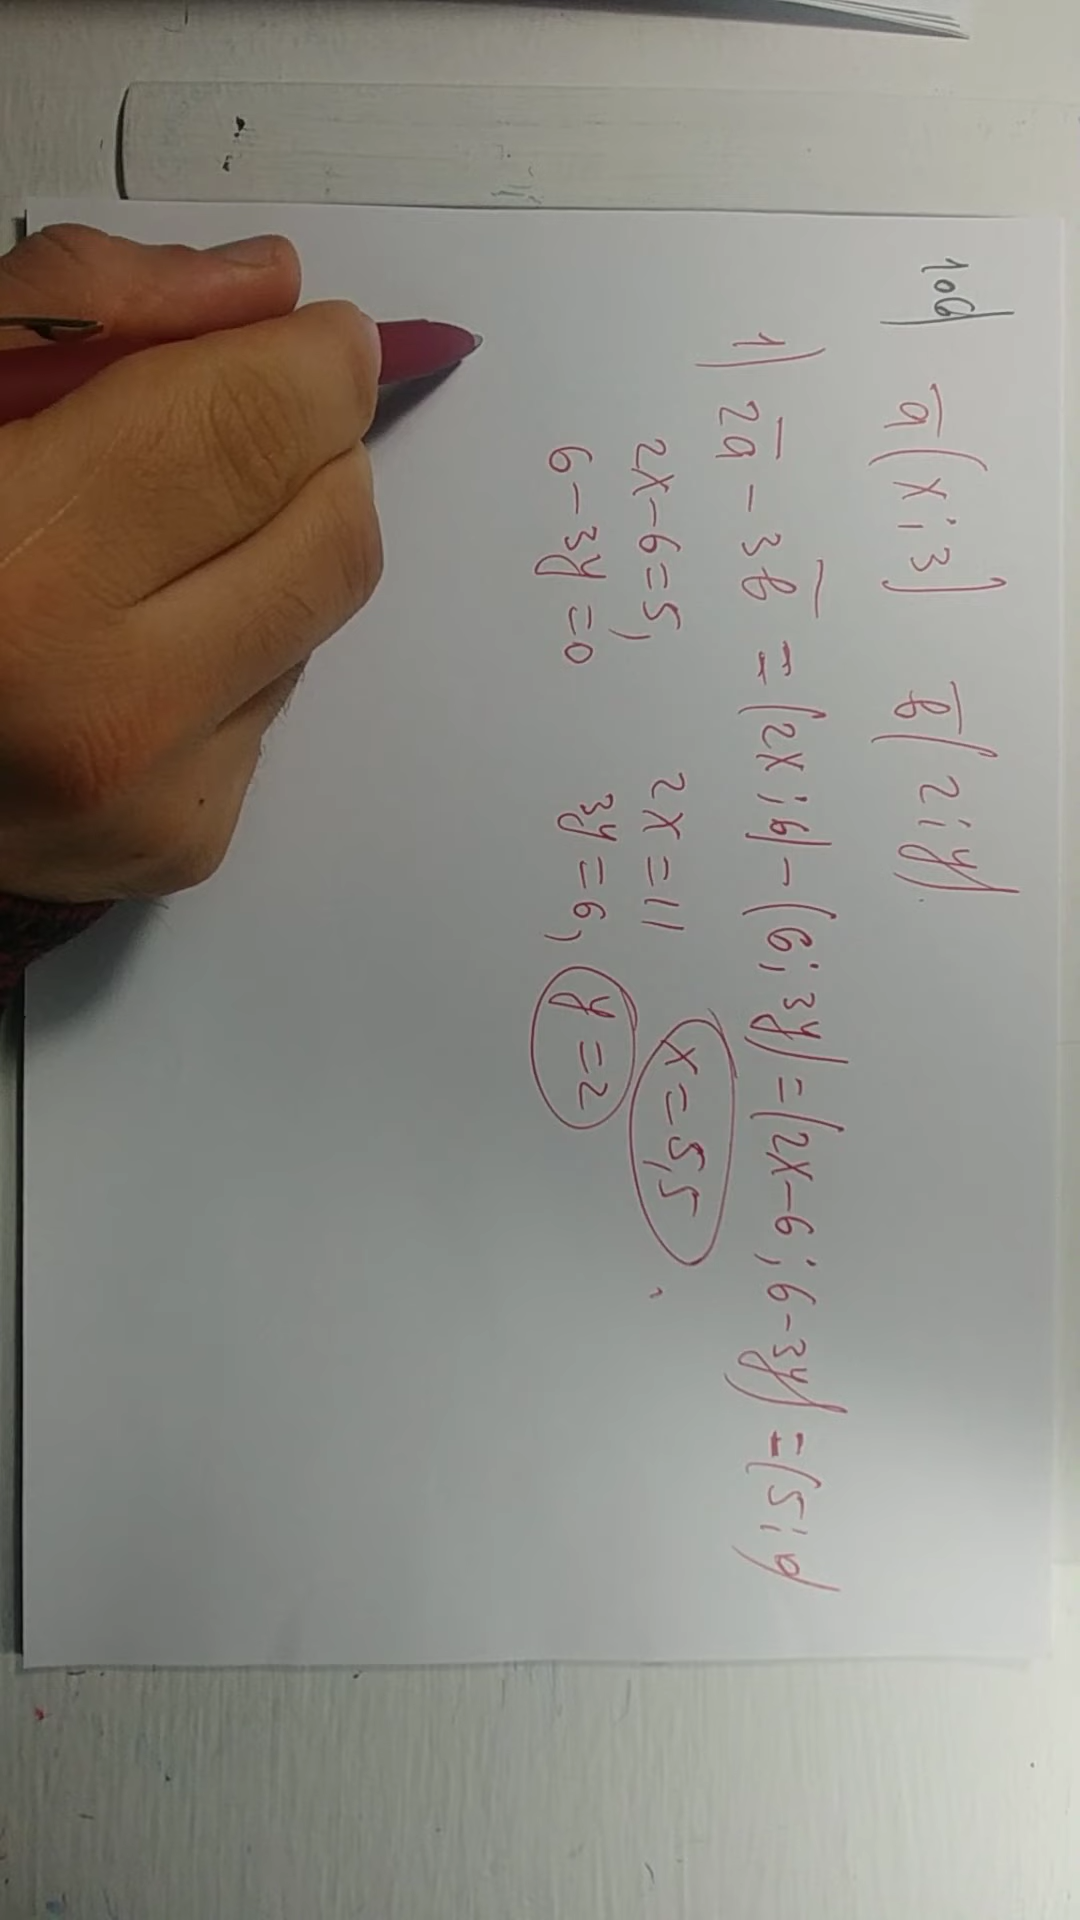 106) a̅(x; 3) b̅(2; y).
1) 2a̅ - 3b̅ = (2x; 6) - (6; 3y) = (2x-6; 6-3y) = (5; 0)
2x-6=5, 2x=11 x=5,5
6-3y=0 3y=6, y=2